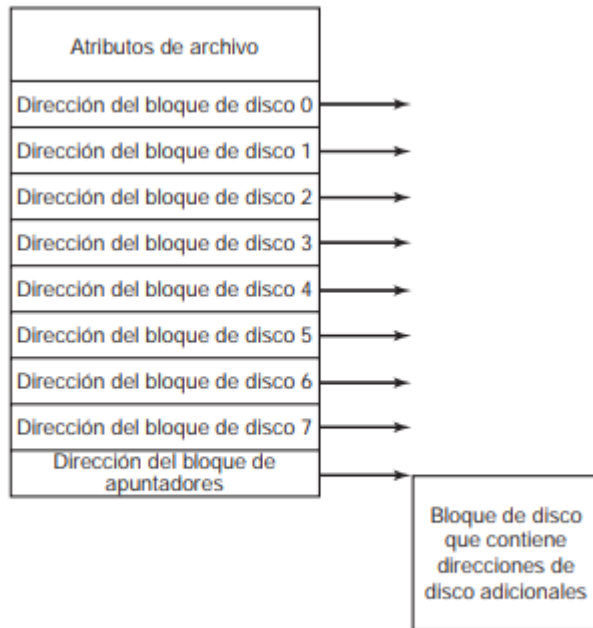 Atributos de archivo
Dirección del bloque de disco 0
Dirección del bloque de disco 1
Dirección del bloque de disco 2
Dirección del bloque de disco 3
Dirección del bloque de disco 4
Dirección del bloque de disco 5
Dirección del bloque de disco 6
Dirección del bloque de disco 7
Dirección del bloque de
apuntadores
Bloque de disco
que contiene
direcciones de
disco adicionales